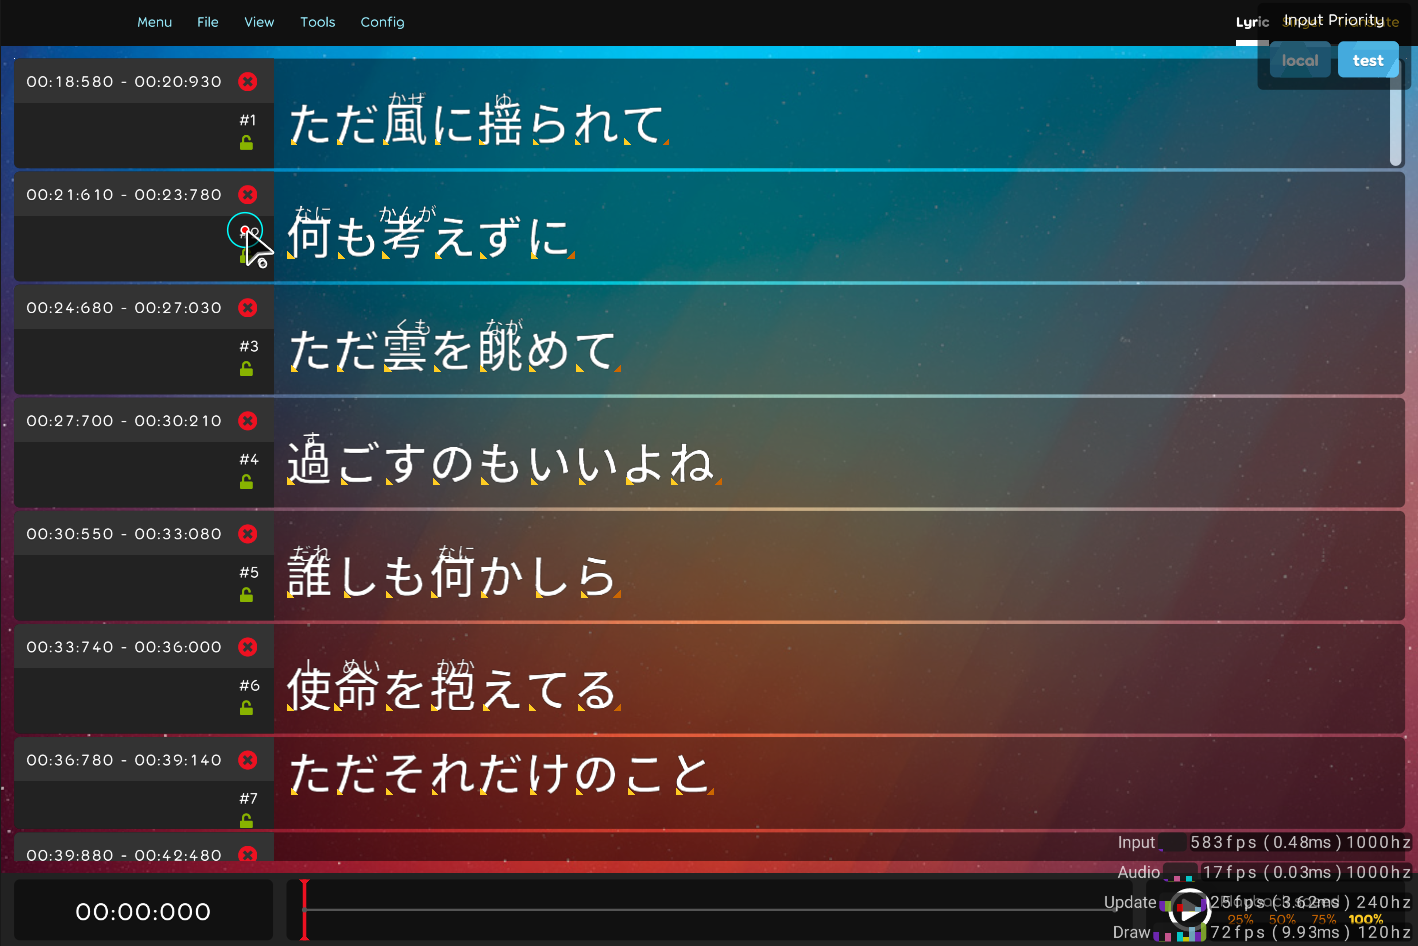 Menu File View Tools Config
Lyric
Input Priority
local test
00:18:580 - 00:20:930
#1
かぜ ゆ
ただ風に揺られて
00:21:610 - 00:23:780
なに かんが
何も考えずに
00:24:680 - 00:27:030
#3
くも なが
ただ雲を眺めて
00:27:700 - 00:30:210
#4
す
過ごすのもいいよね
00:30:550 - 00:33:080
#5
だれ なに
誰しも何かしら
00:33:740 - 00:36:000
#6
し めい かか
使命を抱えてる
00:36:780 - 00:39:140
#7
ただそれだけのこと
00:39:880 - 00:42:480
Input 583fps (0.48ms) 1000hz
Audio 17fps (0.03ms) 1000hz
Update 25fps (3.62ms) 240hz
Draw 72fps (9.93ms) 120hz
00:00:000
25% 50% 75% 100%